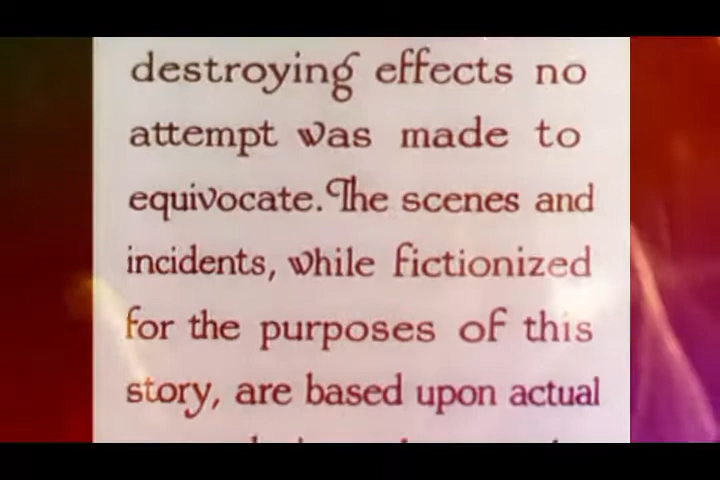 destroying effects no
attempt was made to
equivocate. The scenes and
incidents, while fictionized
for the purposes of this
story, are based upon actual